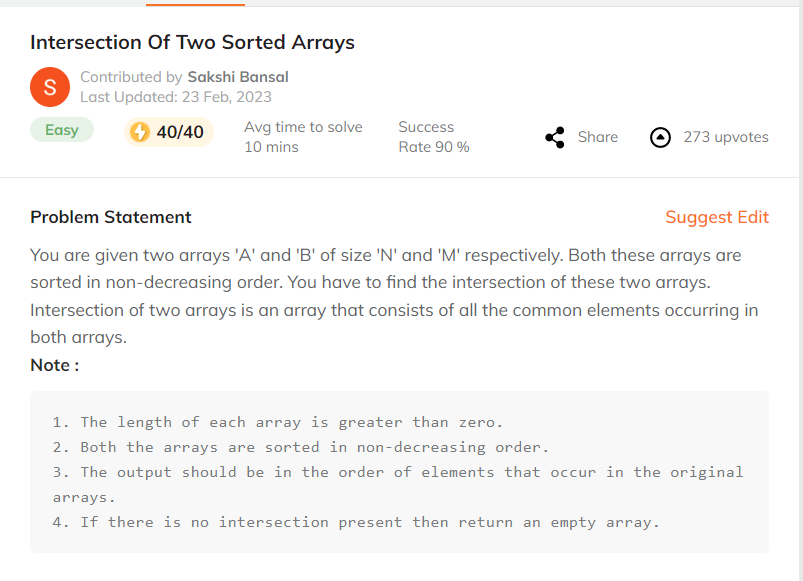 Intersection Of Two Sorted Arrays
S
Contributed by Sakshi Bansal
Last Updated: 23 Feb, 2023
Easy
40/40
Avg time to solve
10 mins
Success
Rate 90 %
Share
273 upvotes
Problem Statement
Suggest Edit
You are given two arrays 'A' and 'B' of size 'N' and 'M' respectively. Both these arrays are
sorted in non-decreasing order. You have to find the intersection of these two arrays.
Intersection of two arrays is an array that consists of all the common elements occurring in
both arrays.
Note :
1. The length of each array is greater than zero.
2. Both the arrays are sorted in non-decreasing order.
3. The output should be in the order of elements that occur in the original
arrays.
4. If there is no intersection present then return an empty array.